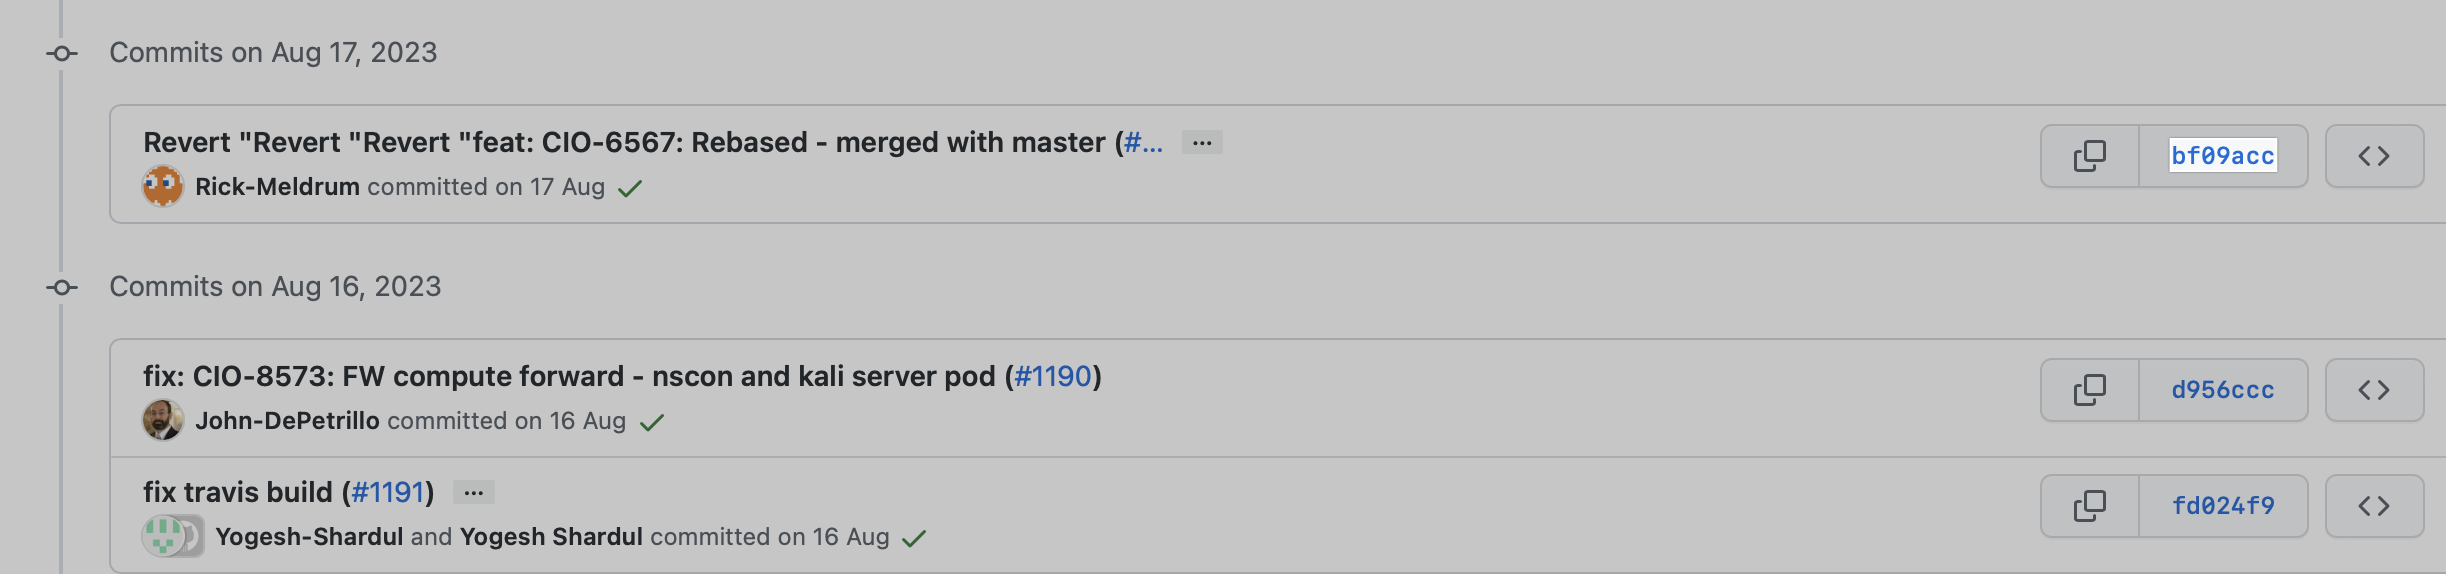 Commits on Aug 17, 2023
Revert "Revert "Revert "feat: CIO-6567: Rebased - merged with master (#... ...
bf09acc
Rick-Meldrum committed on 17 Aug
Commits on Aug 16, 2023
fix: CIO-8573: FW compute forward - nscon and kali server pod (#1190)
d956ccc
John-DePetrillo committed on 16 Aug
fix travis build (#1191) ...
fd024f9
Yogesh-Shardul and Yogesh Shardul committed on 16 Aug